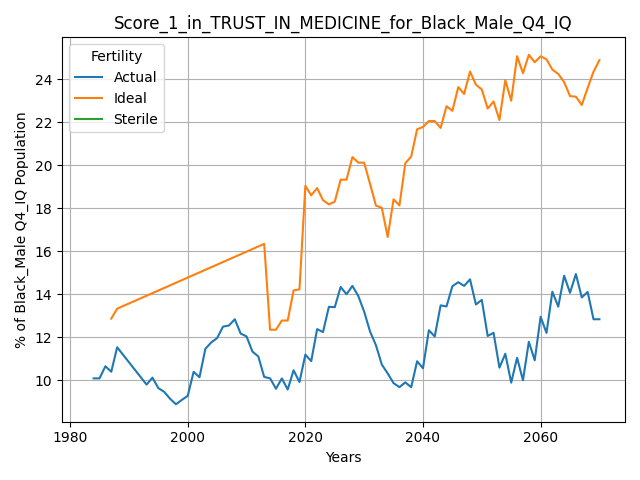 Score_1_in_TRUST_IN_MEDICINE_for_Black_Male_Q4_IQ
Fertility
Actual
Ideal
Sterile
% of Black_Male Q4_IQ Population
24
22
20
18
16
14
12
10
1980
2000
2020
2040
2060
Years